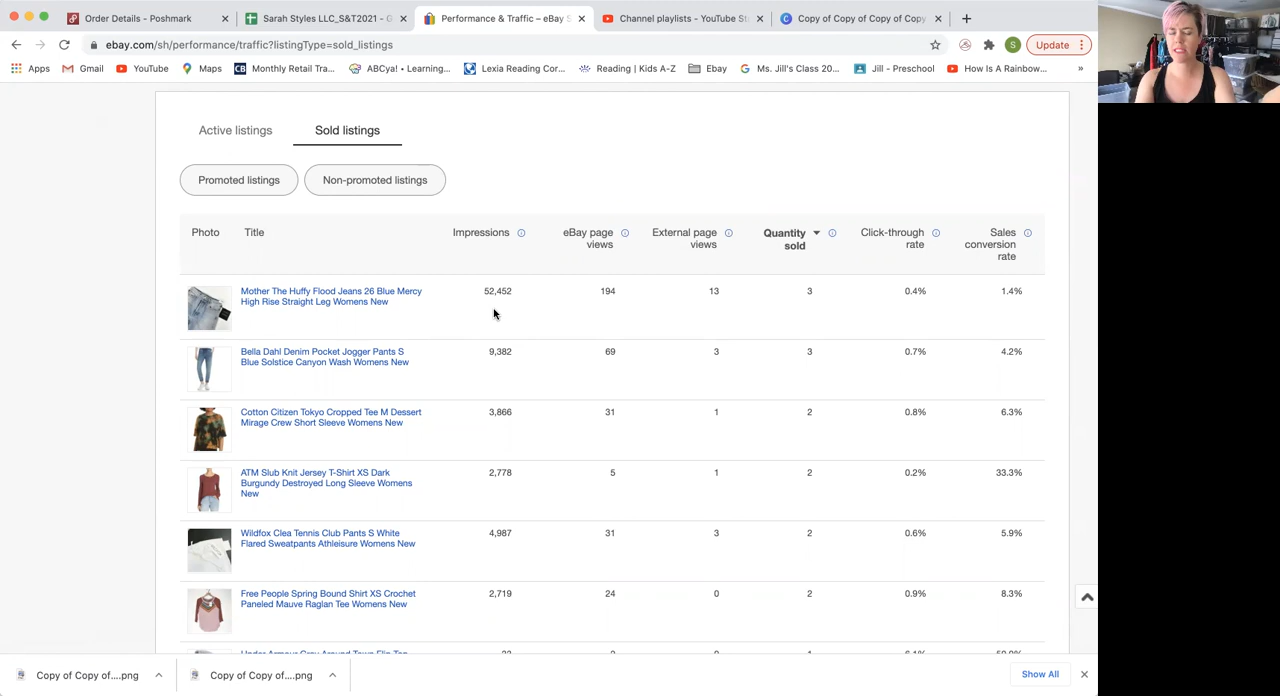 Order Details - Poshmark
Sarah Styles LLC_S&T2021 - G
Performance & Traffic – eBay S
Channel playlists - YouTube St
Copy of Copy of Copy of Copy
ebay.com/sh/performance/traffic?listingType=sold_listings
S
Update
Apps
Gmail
YouTube
Maps
CB
Monthly Retail Tra...
ABCya! • Learning...
Lexia Reading Cor...
Reading | Kids A-Z
Ebay
Ms. Jill's Class 20...
Jill - Preschool
How Is A Rainbow...
»
Active listings
Sold listings
Promoted listings
Non-promoted listings
Photo
Title
Impressions
eBay page
views
External page
views
Quantity
sold
Click-through
rate
Sales
conversion
rate
Mother The Huffy Flood Jeans 26 Blue Mercy
High Rise Straight Leg Womens New
52,452
194
13
3
0.4%
1.4%
Bella Dahl Denim Pocket Jogger Pants S
Blue Solstice Canyon Wash Womens New
9,382
69
3
3
0.7%
4.2%
Cotton Citizen Tokyo Cropped Tee M Dessert
Mirage Crew Short Sleeve Womens New
3,866
31
1
2
0.8%
6.3%
ATM Slub Knit Jersey T-Shirt XS Dark
Burgundy Destroyed Long Sleeve Womens
New
2,778
5
1
2
0.2%
33.3%
Wildfox Clea Tennis Club Pants S White
Flared Sweatpants Athleisure Womens New
4,987
31
3
2
0.6%
5.9%
Free People Spring Bound Shirt XS Crochet
Paneled Mauve Raglan Tee Womens New
2,719
24
0
2
0.9%
8.3%
Copy of Copy of....png
Copy of Copy of....png
Show All